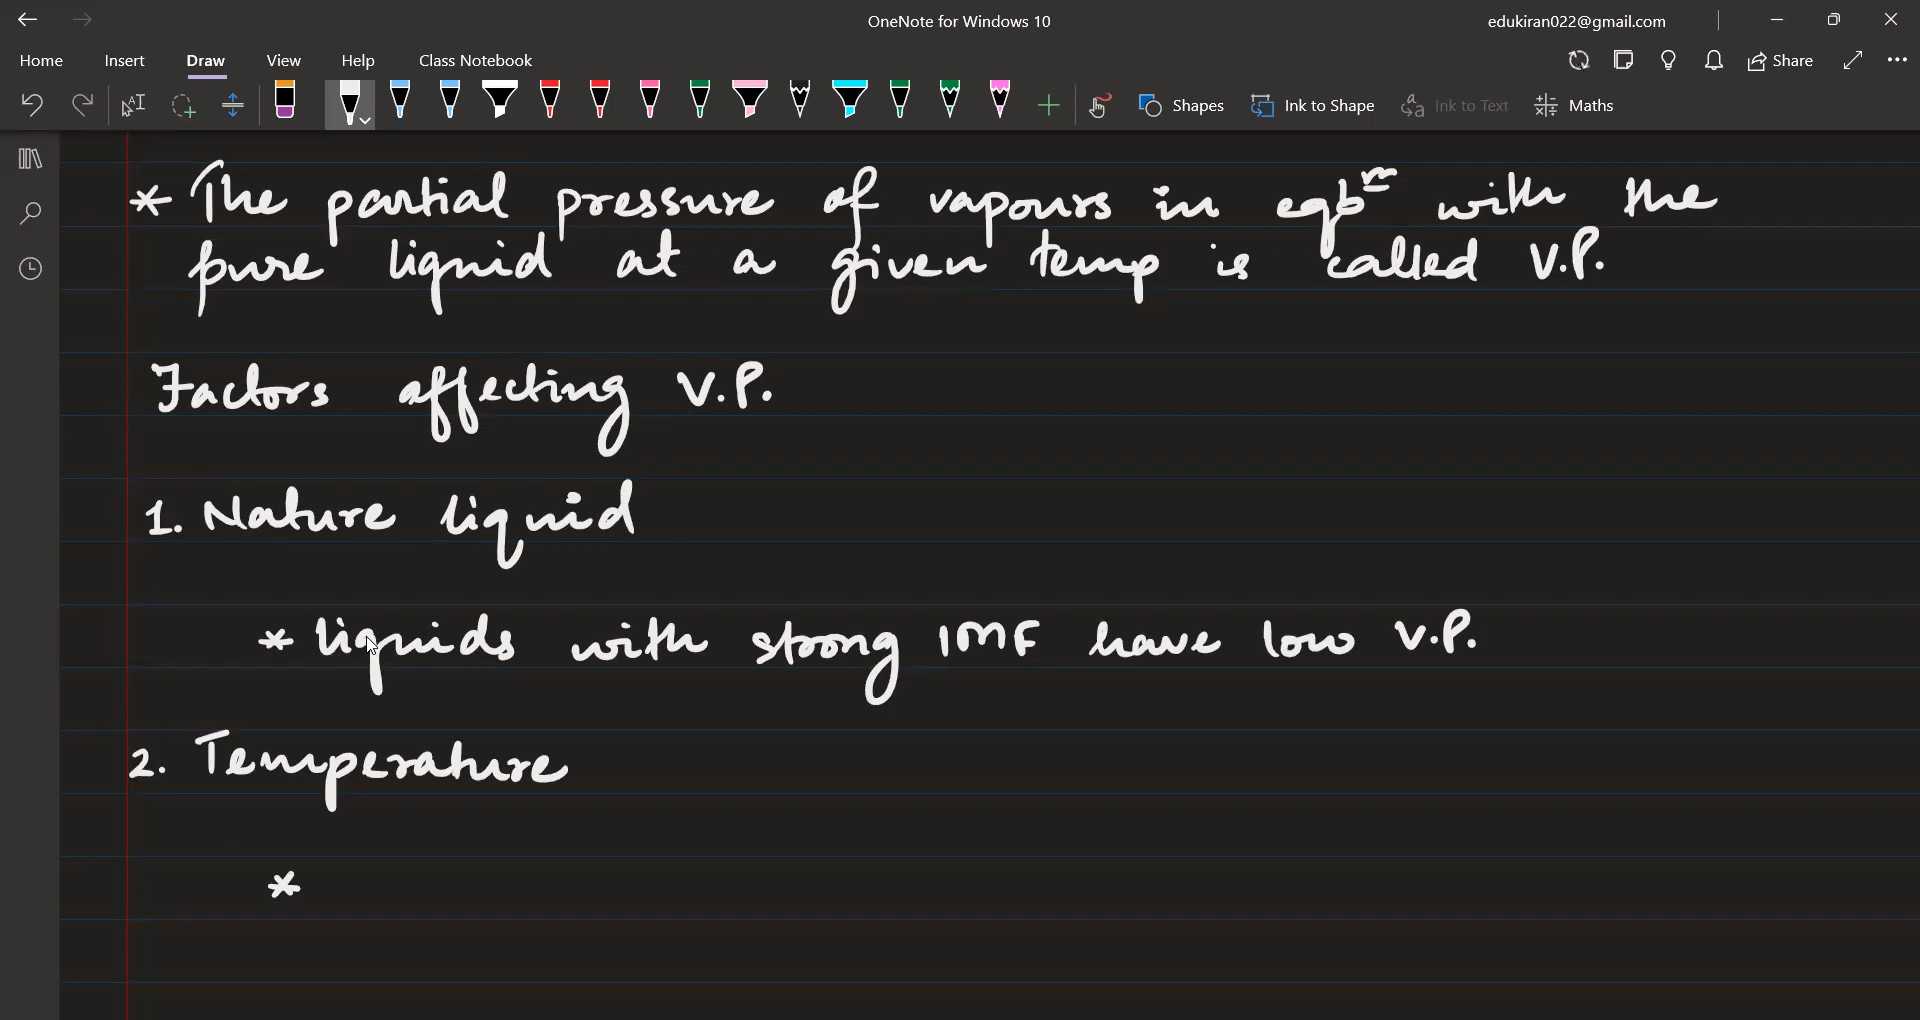 OneNote for Windows 10
edukiran022@gmail.com
Home Insert Draw View Help Class Notebook
Share
Shapes Ink to Shape Ink to Text Maths
* The partial pressure of vapours in eqbᵐ with the
pure liquid at a given temp is called V.P.
Factors affecting V.P.
1. Nature liquid
* liquids with strong IMF have low V.P.
2. Temperature
*